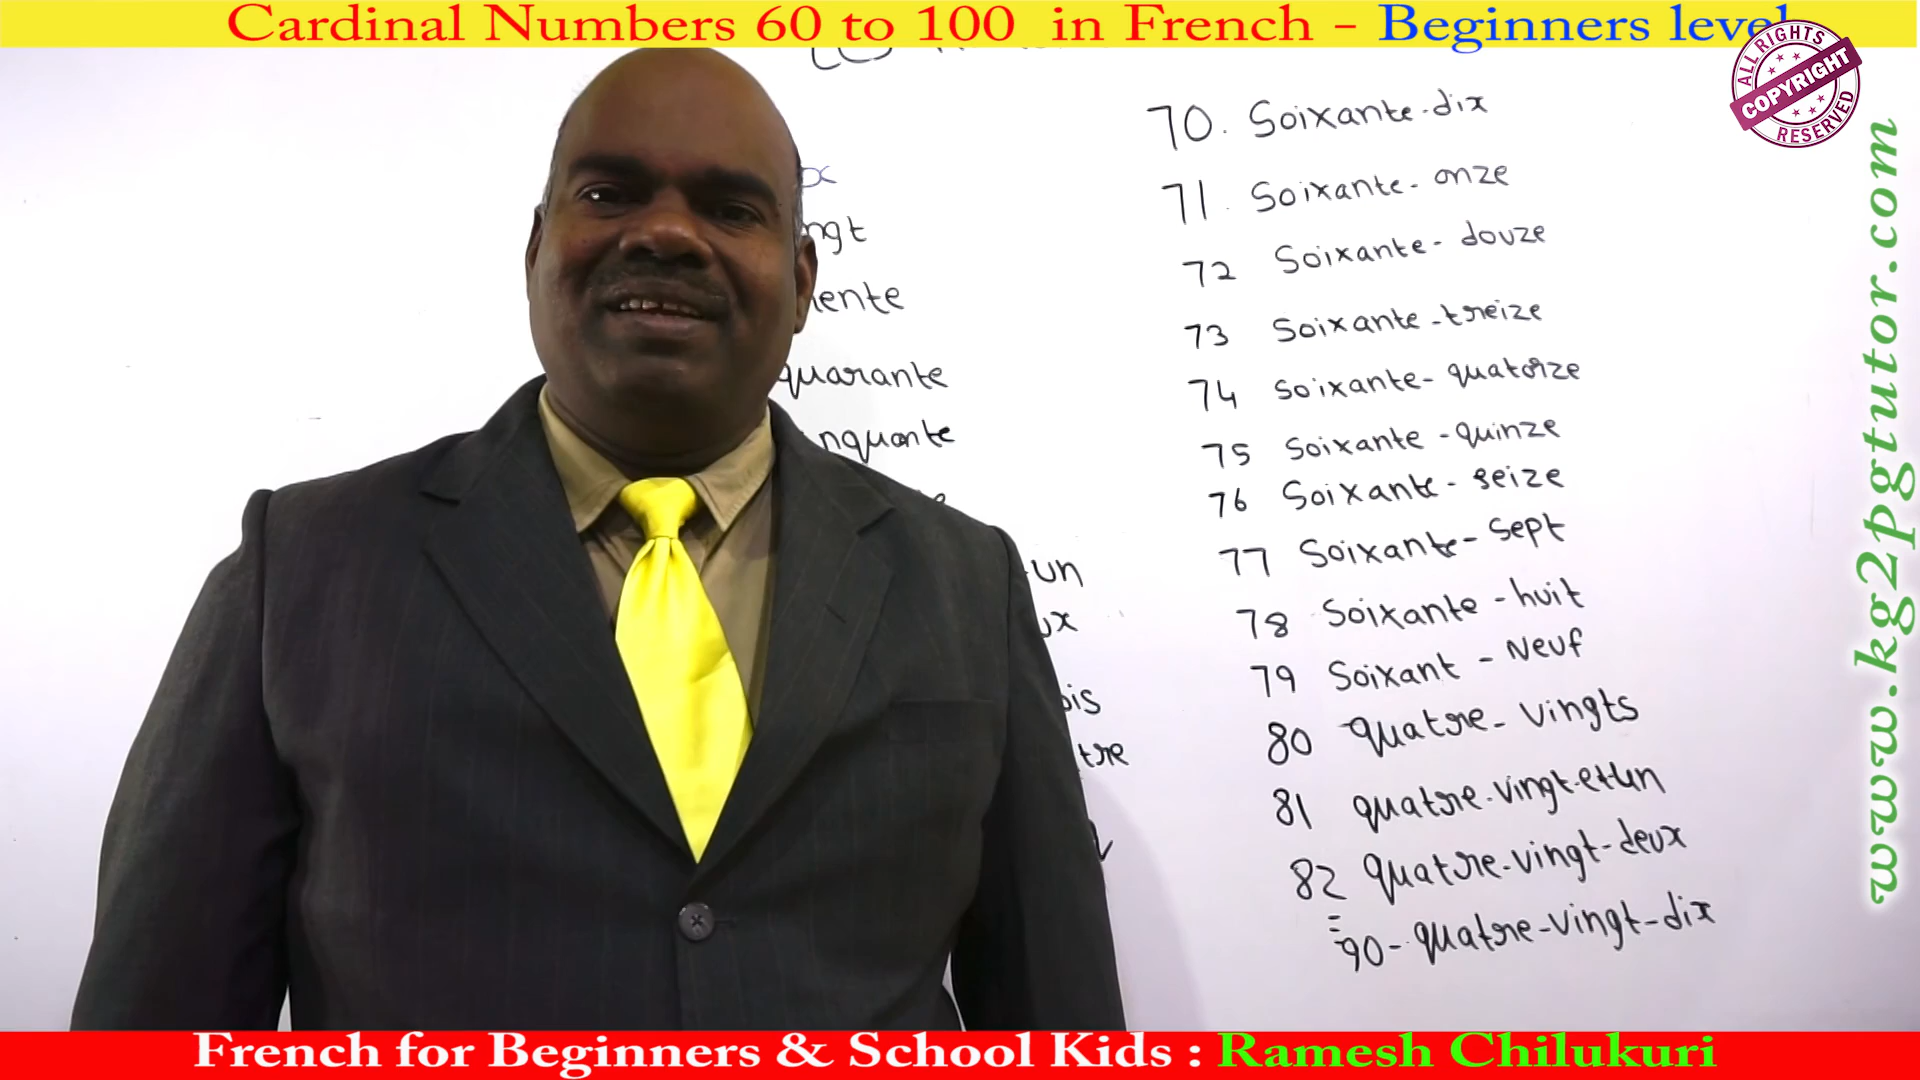 Cardinal Numbers 60 to 100 in French - Beginners level
ALL RIGHTS
COPYRIGHT
RESERVED
www.kg2pgtutor.com
ngt
quarante
nquante
un
ux
ois
tre
70. Soixante-dix
71. Soixante-onze
72 Soixante-douze
73 Soixante-treize
74 Soixante-quatorze
75 Soixante-quinze
76 Soixante-seize
77 Soixante-Sept
78 Soixante-huit
79 Soixant-Neuf
80 quatre-Vingts
81 quatre-vingt-et-un
82 quatre-vingt-deux
90-quatre-vingt-dix
French for Beginners & School Kids : Ramesh Chilukuri